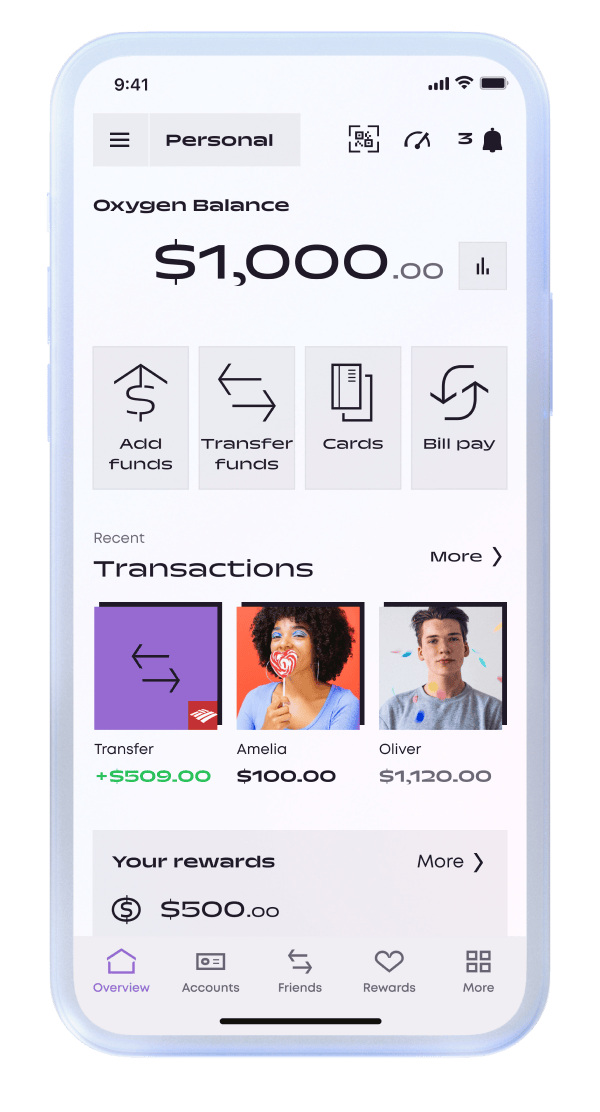 9:41
Personal
3
Oxygen Balance
$1,000.00
Add funds
Transfer funds
Cards
Bill pay
Recent
Transactions
More
Transfer
+$509.00
Amelia
$100.00
Oliver
$1,120.00
Your rewards
More
$500.00
Overview
Accounts
Friends
Rewards
More